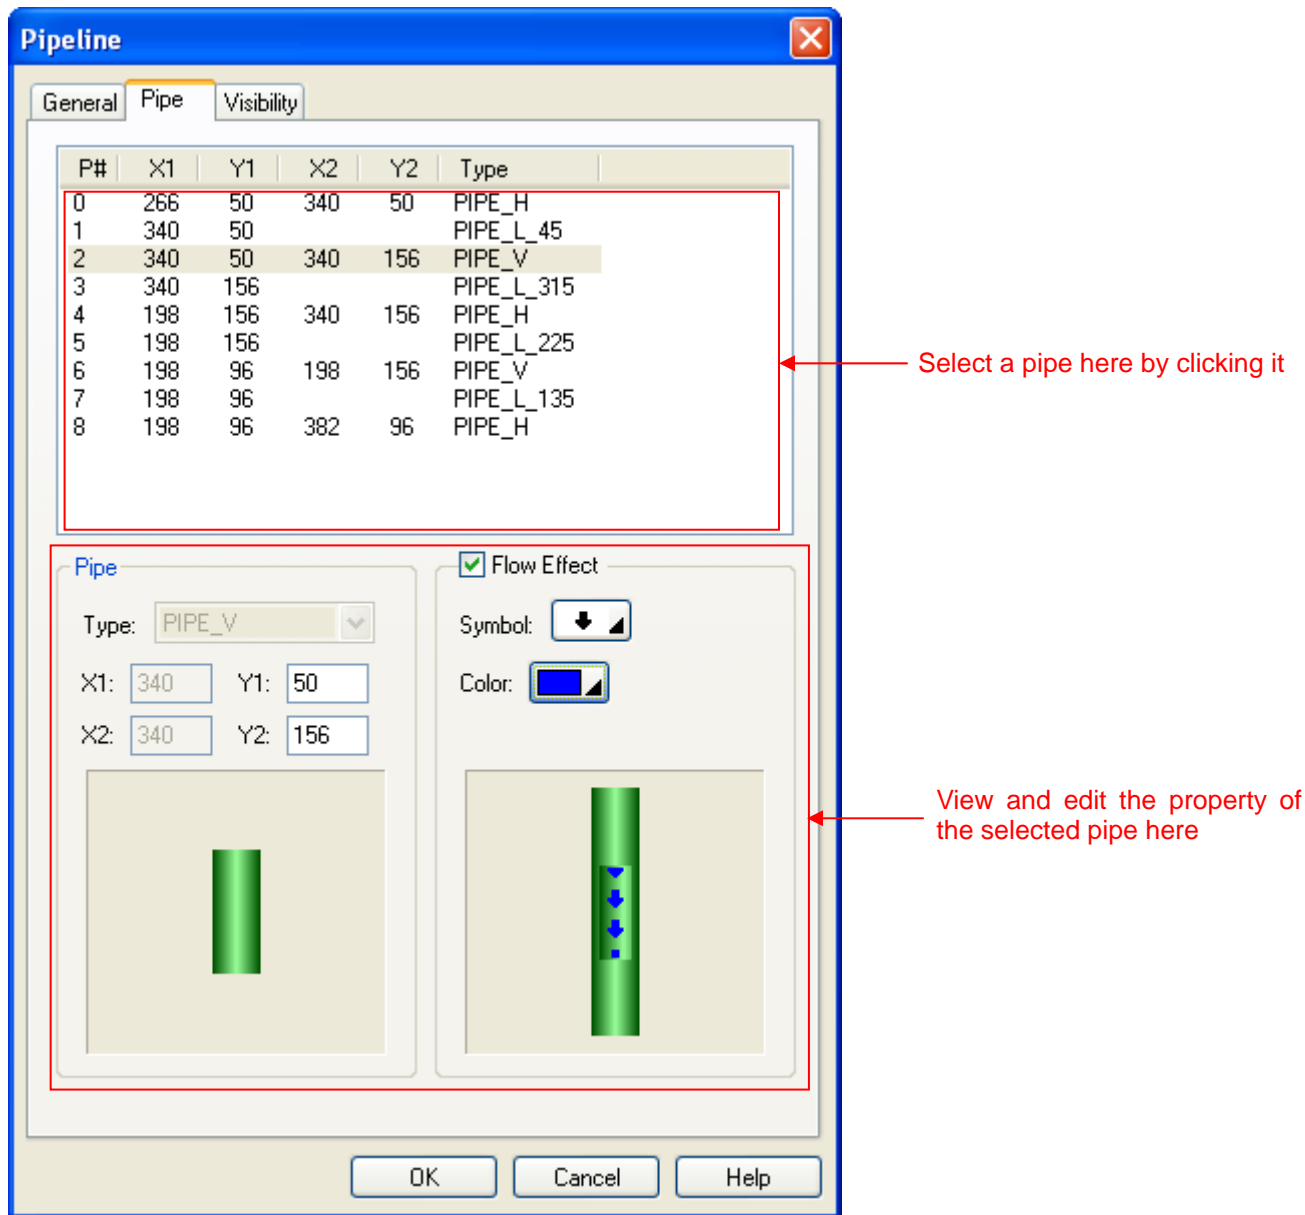 Pipeline
General Pipe Visibility
P# X1 Y1 X2 Y2 Type
0 266 50 340 50 PIPE_H
1 340 50 PIPE_L_45
2 340 50 340 156 PIPE_V
3 340 156 PIPE_L_315
4 198 156 340 156 PIPE_H
5 198 156 PIPE_L_225
6 198 96 198 156 PIPE_V
7 198 96 PIPE_L_135
8 198 96 382 96 PIPE_H
Select a pipe here by clicking it
Pipe
Type: PIPE_V
X1: 340 Y1: 50
X2: 340 Y2: 156
Flow Effect
Symbol:
Color:
View and edit the property of
the selected pipe here
OK Cancel Help